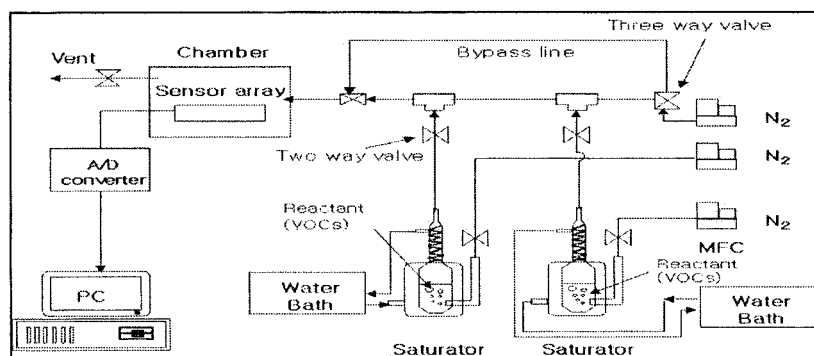 Three way valve
Chamber
Bypass line
Vent
Sensor array
N2
Two way valve
N2
A/D
converter
Reactant
(VOCs)
N2
MFC
Reactant
(VOCs)
Water
Bath
PC
Water
Bath
Saturator
Saturator